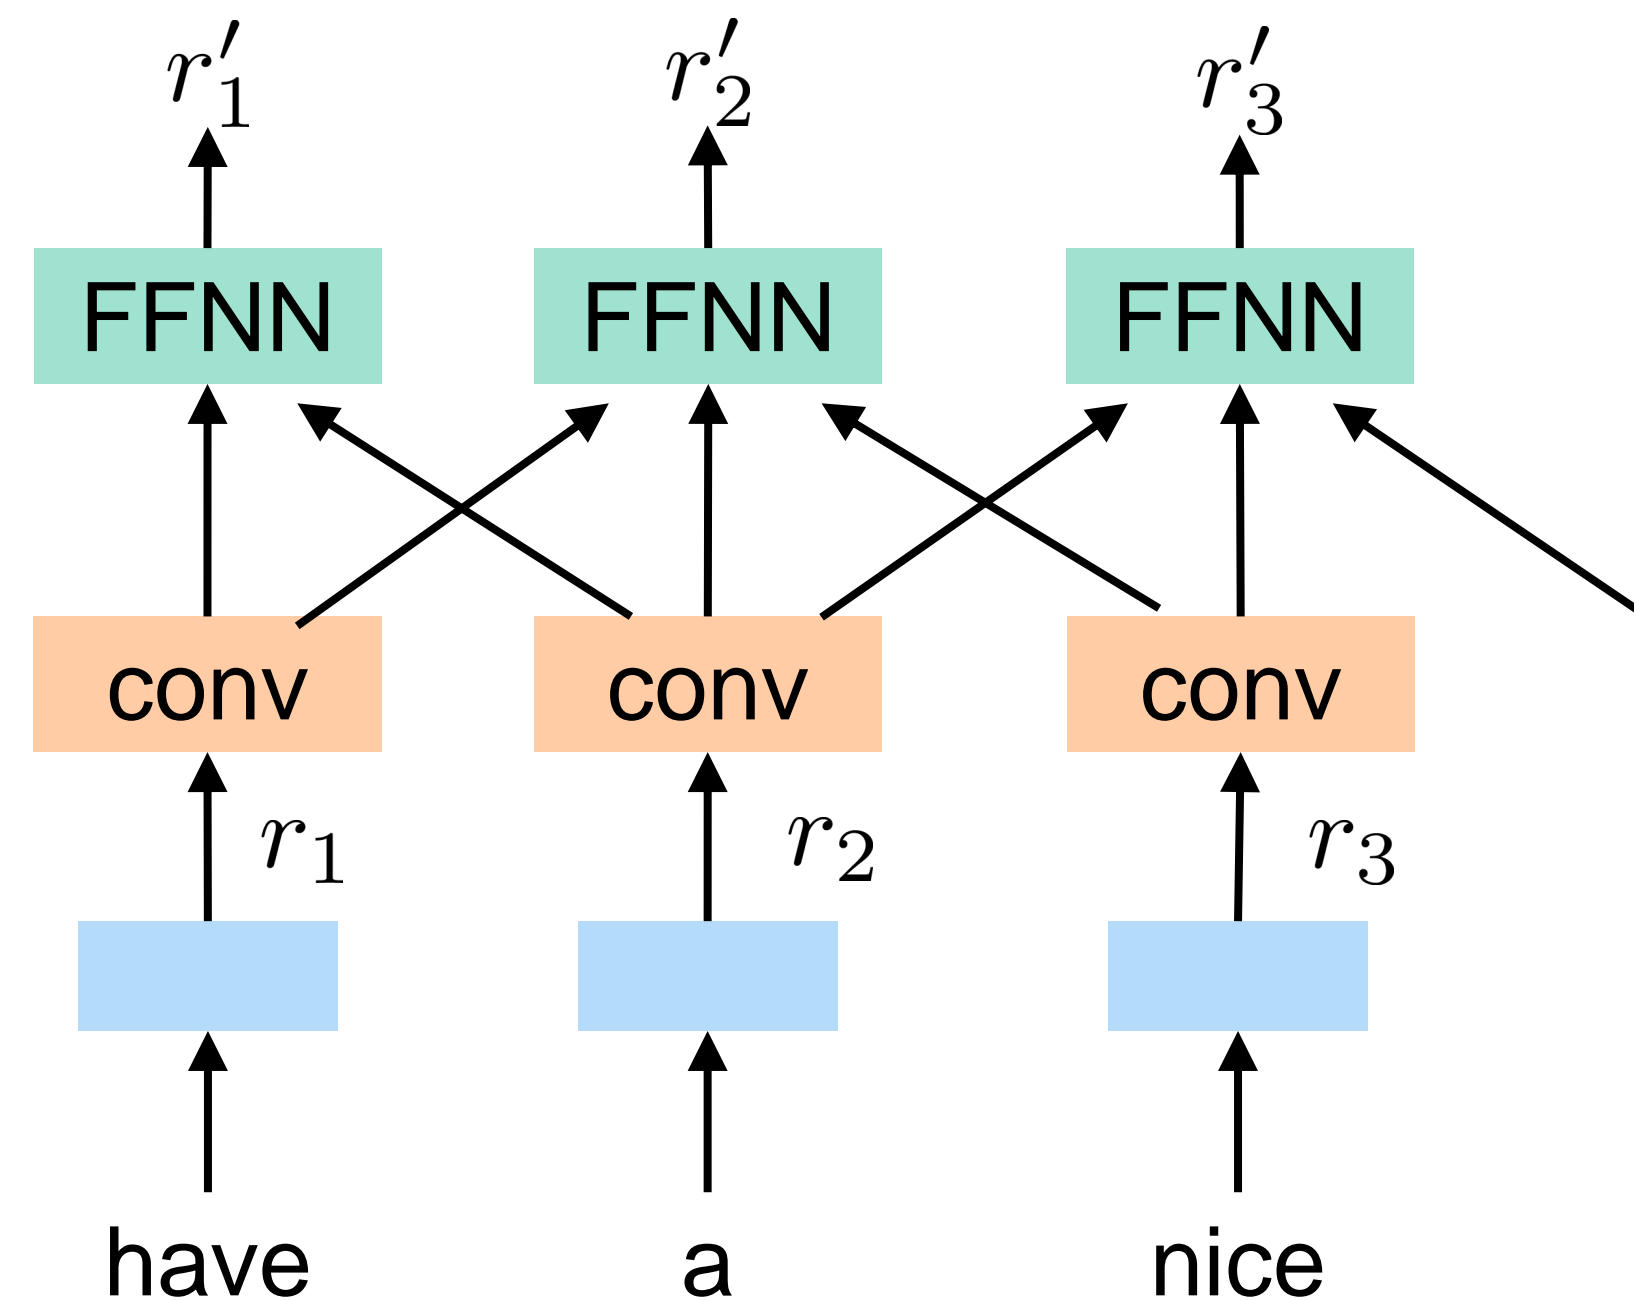 r′₁ r′₂ r′₃
FFNN FFNN FFNN
conv conv conv
r₁ r₂ r₃
have a nice